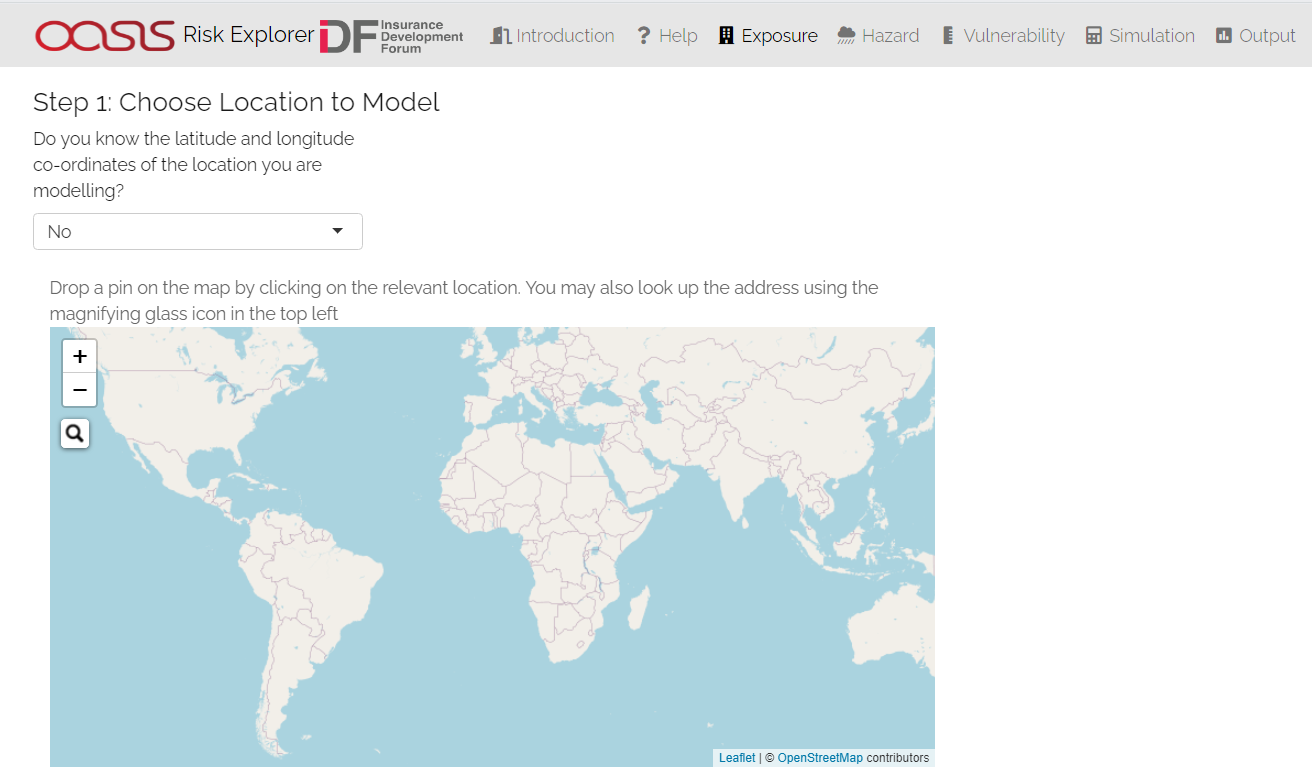 OASIS Risk Explorer IDF Insurance Development Forum Introduction ? Help Exposure Hazard Vulnerability Simulation Output
Step 1: Choose Location to Model
Do you know the latitude and longitude
co-ordinates of the location you are
modelling?
No
Drop a pin on the map by clicking on the relevant location. You may also look up the address using the
magnifying glass icon in the top left
+
−
Leaflet | © OpenStreetMap contributors